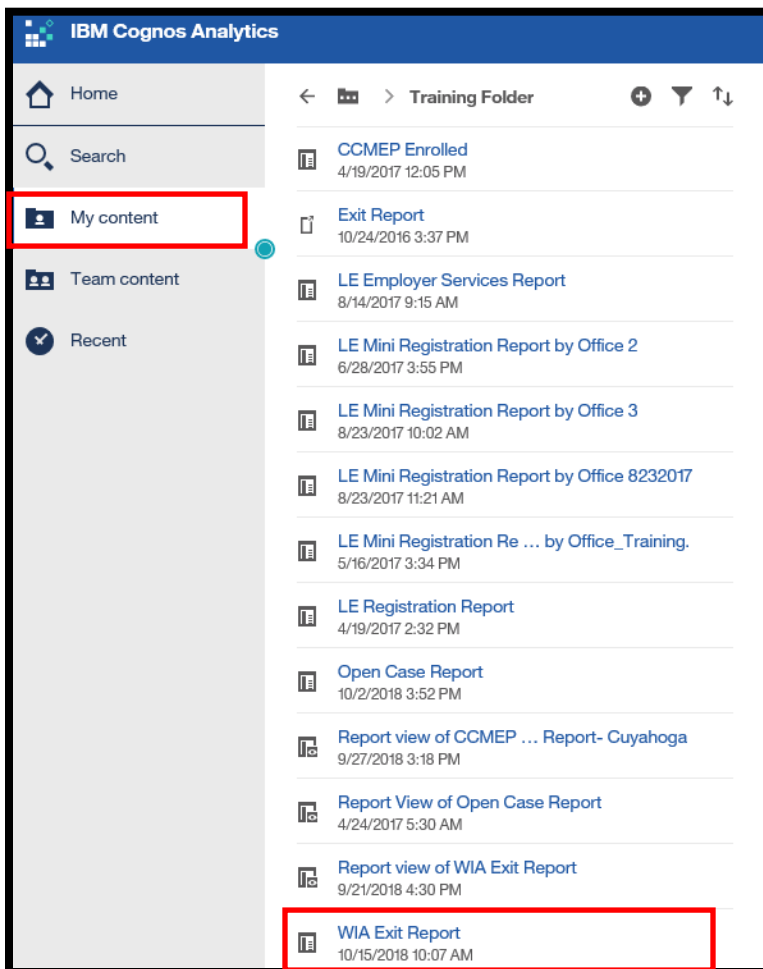 IBM Cognos Analytics
Home
Search
My content
Team content
Recent
> Training Folder
CCMEP Enrolled
4/19/2017 12:05 PM
Exit Report
10/24/2016 3:37 PM
LE Employer Services Report
8/14/2017 9:15 AM
LE Mini Registration Report by Office 2
6/28/2017 3:55 PM
LE Mini Registration Report by Office 3
8/23/2017 10:02 AM
LE Mini Registration Report by Office 8232017
8/23/2017 11:21 AM
LE Mini Registration Re ... by Office_Training.
5/16/2017 3:34 PM
LE Registration Report
4/19/2017 2:32 PM
Open Case Report
10/2/2018 3:52 PM
Report view of CCMEP ... Report- Cuyahoga
9/27/2018 3:18 PM
Report View of Open Case Report
4/24/2017 5:30 AM
Report view of WIA Exit Report
9/21/2018 4:30 PM
WIA Exit Report
10/15/2018 10:07 AM